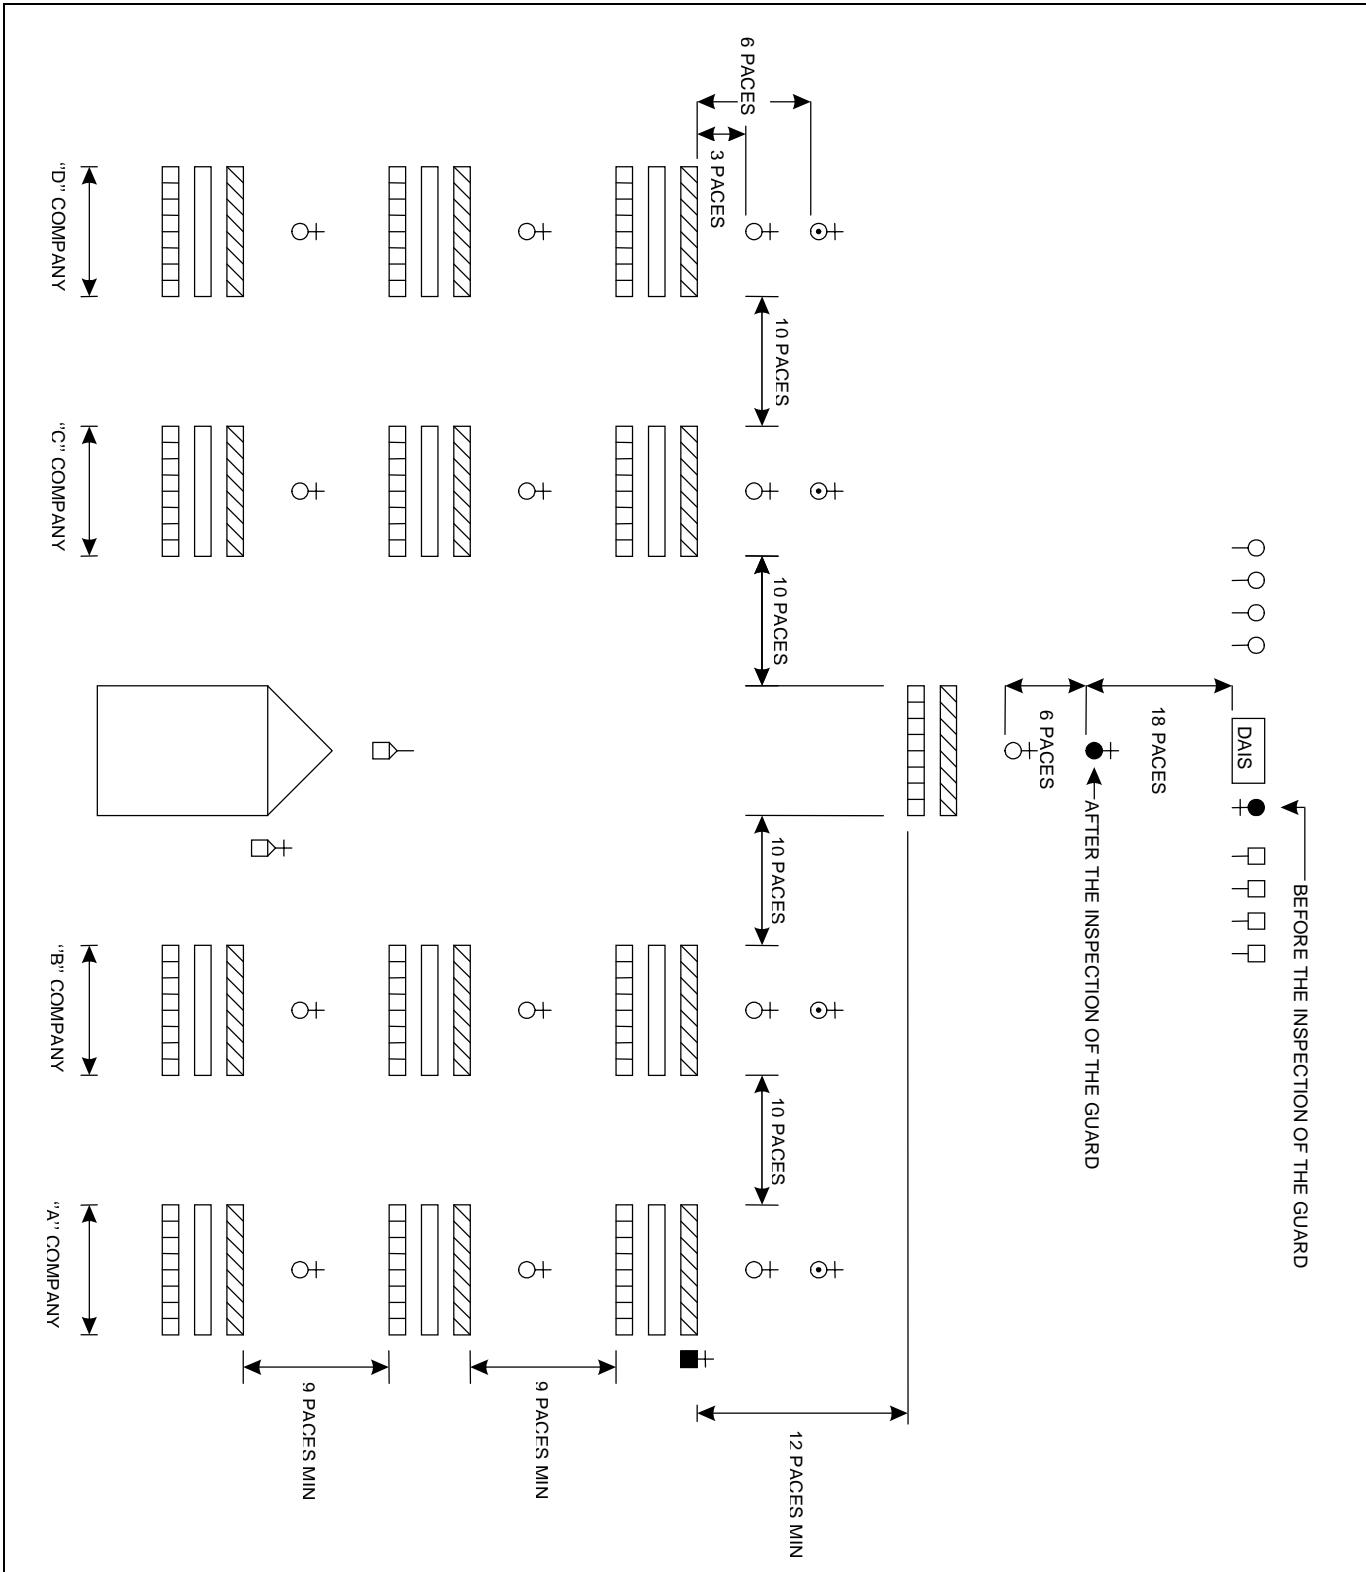 BEFORE THE INSPECTION OF THE GUARD
DAIS
18 PACES
AFTER THE INSPECTION OF THE GUARD
6 PACES
6 PACES
3 PACES
10 PACES
10 PACES
10 PACES
10 PACES
12 PACES MIN
9 PACES MIN
9 PACES MIN
"D" COMPANY
"C" COMPANY
"B" COMPANY
"A" COMPANY